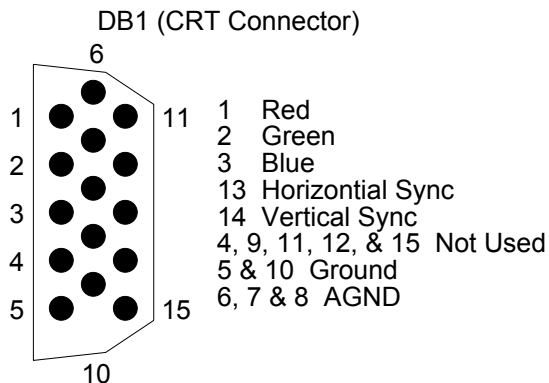 DB1 (CRT Connector)
6
1
11
2
3
4
5
15
10
1 Red
2 Green
3 Blue
13 Horizontial Sync
14 Vertical Sync
4, 9, 11, 12, & 15 Not Used
5 & 10 Ground
6, 7 & 8 AGND